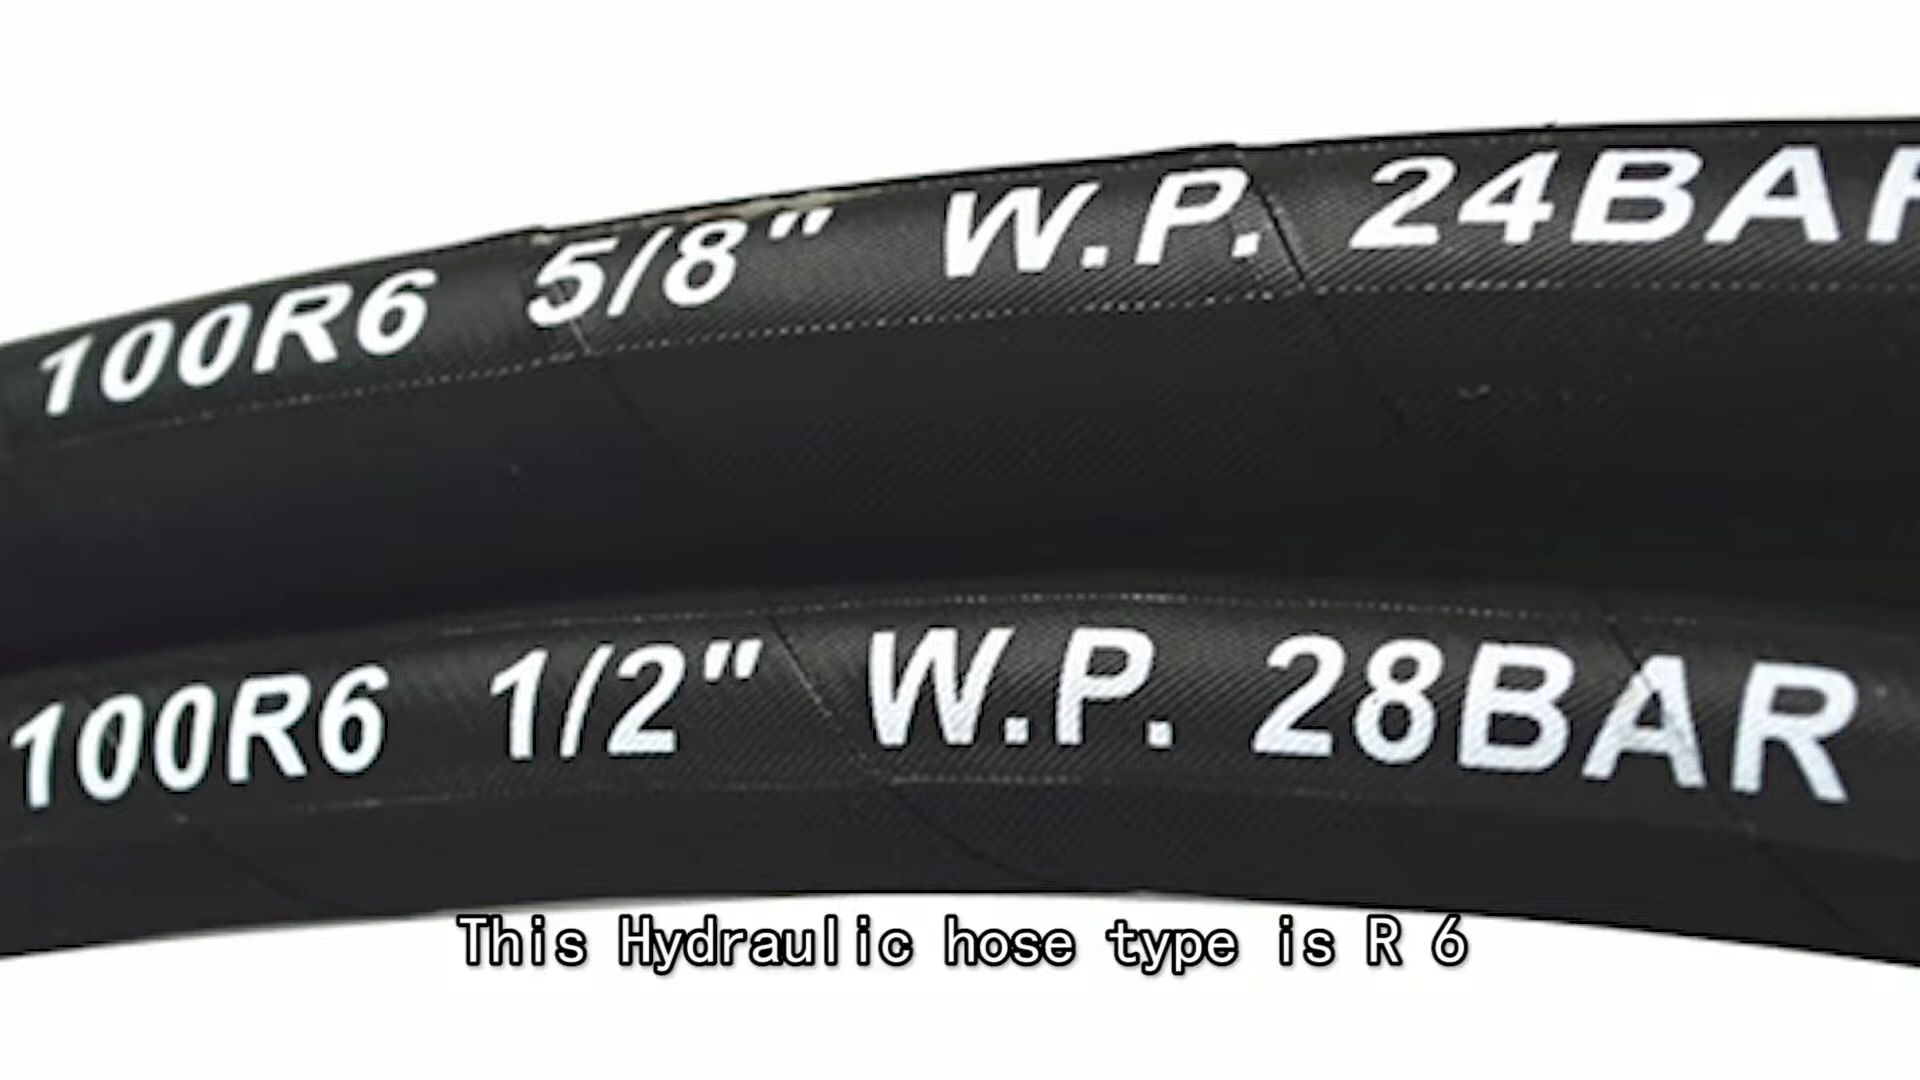 100R6 5/8" W.P. 24BAR
100R6 1/2" W.P. 28BAR
This Hydraulic hose type is R 6